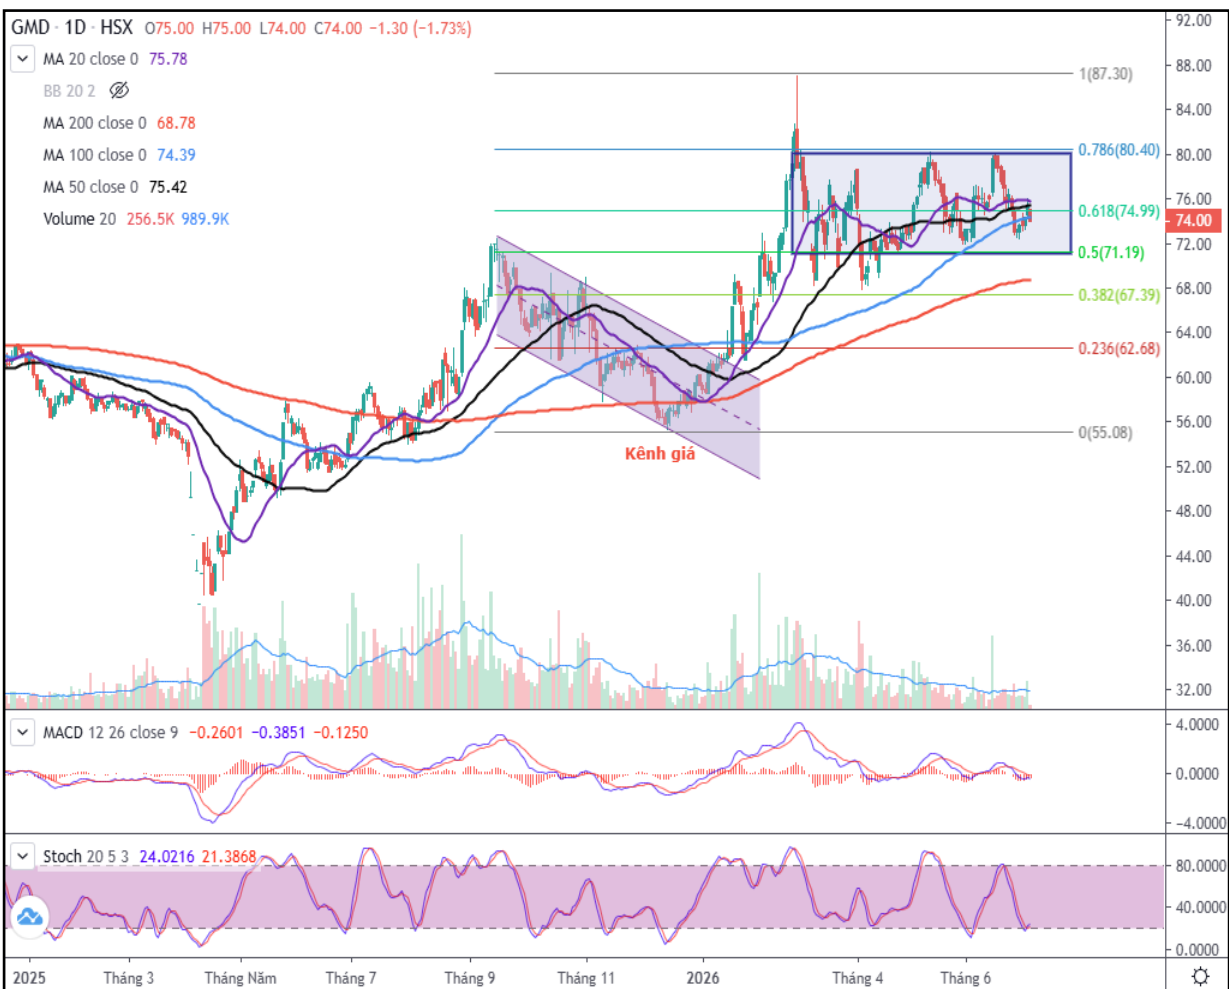 GMD · 1D · HSX O75.00 H75.00 L74.00 C74.00 −1.30 (−1.73%)
MA 20 close 0 75.78
BB 20 2
MA 200 close 0 68.78
MA 100 close 0 74.39
MA 50 close 0 75.42
Volume 20 256.5K 989.9K
1(87.30)
0.786(80.40)
0.618(74.99)
0.5(71.19)
0.382(67.39)
0.236(62.68)
0(55.08)
Kênh giá
92.00
88.00
84.00
80.00
76.00
74.00
72.00
68.00
64.00
60.00
56.00
52.00
48.00
44.00
40.00
36.00
32.00
MACD 12 26 close 9 −0.2601 −0.3851 −0.1250
4.0000
0.0000
−4.0000
Stoch 20 5 3 24.0216 21.3868
80.0000
40.0000
0.0000
2025 Tháng 3 Tháng Năm Tháng 7 Tháng 9 Tháng 11 2026 Tháng 4 Tháng 6